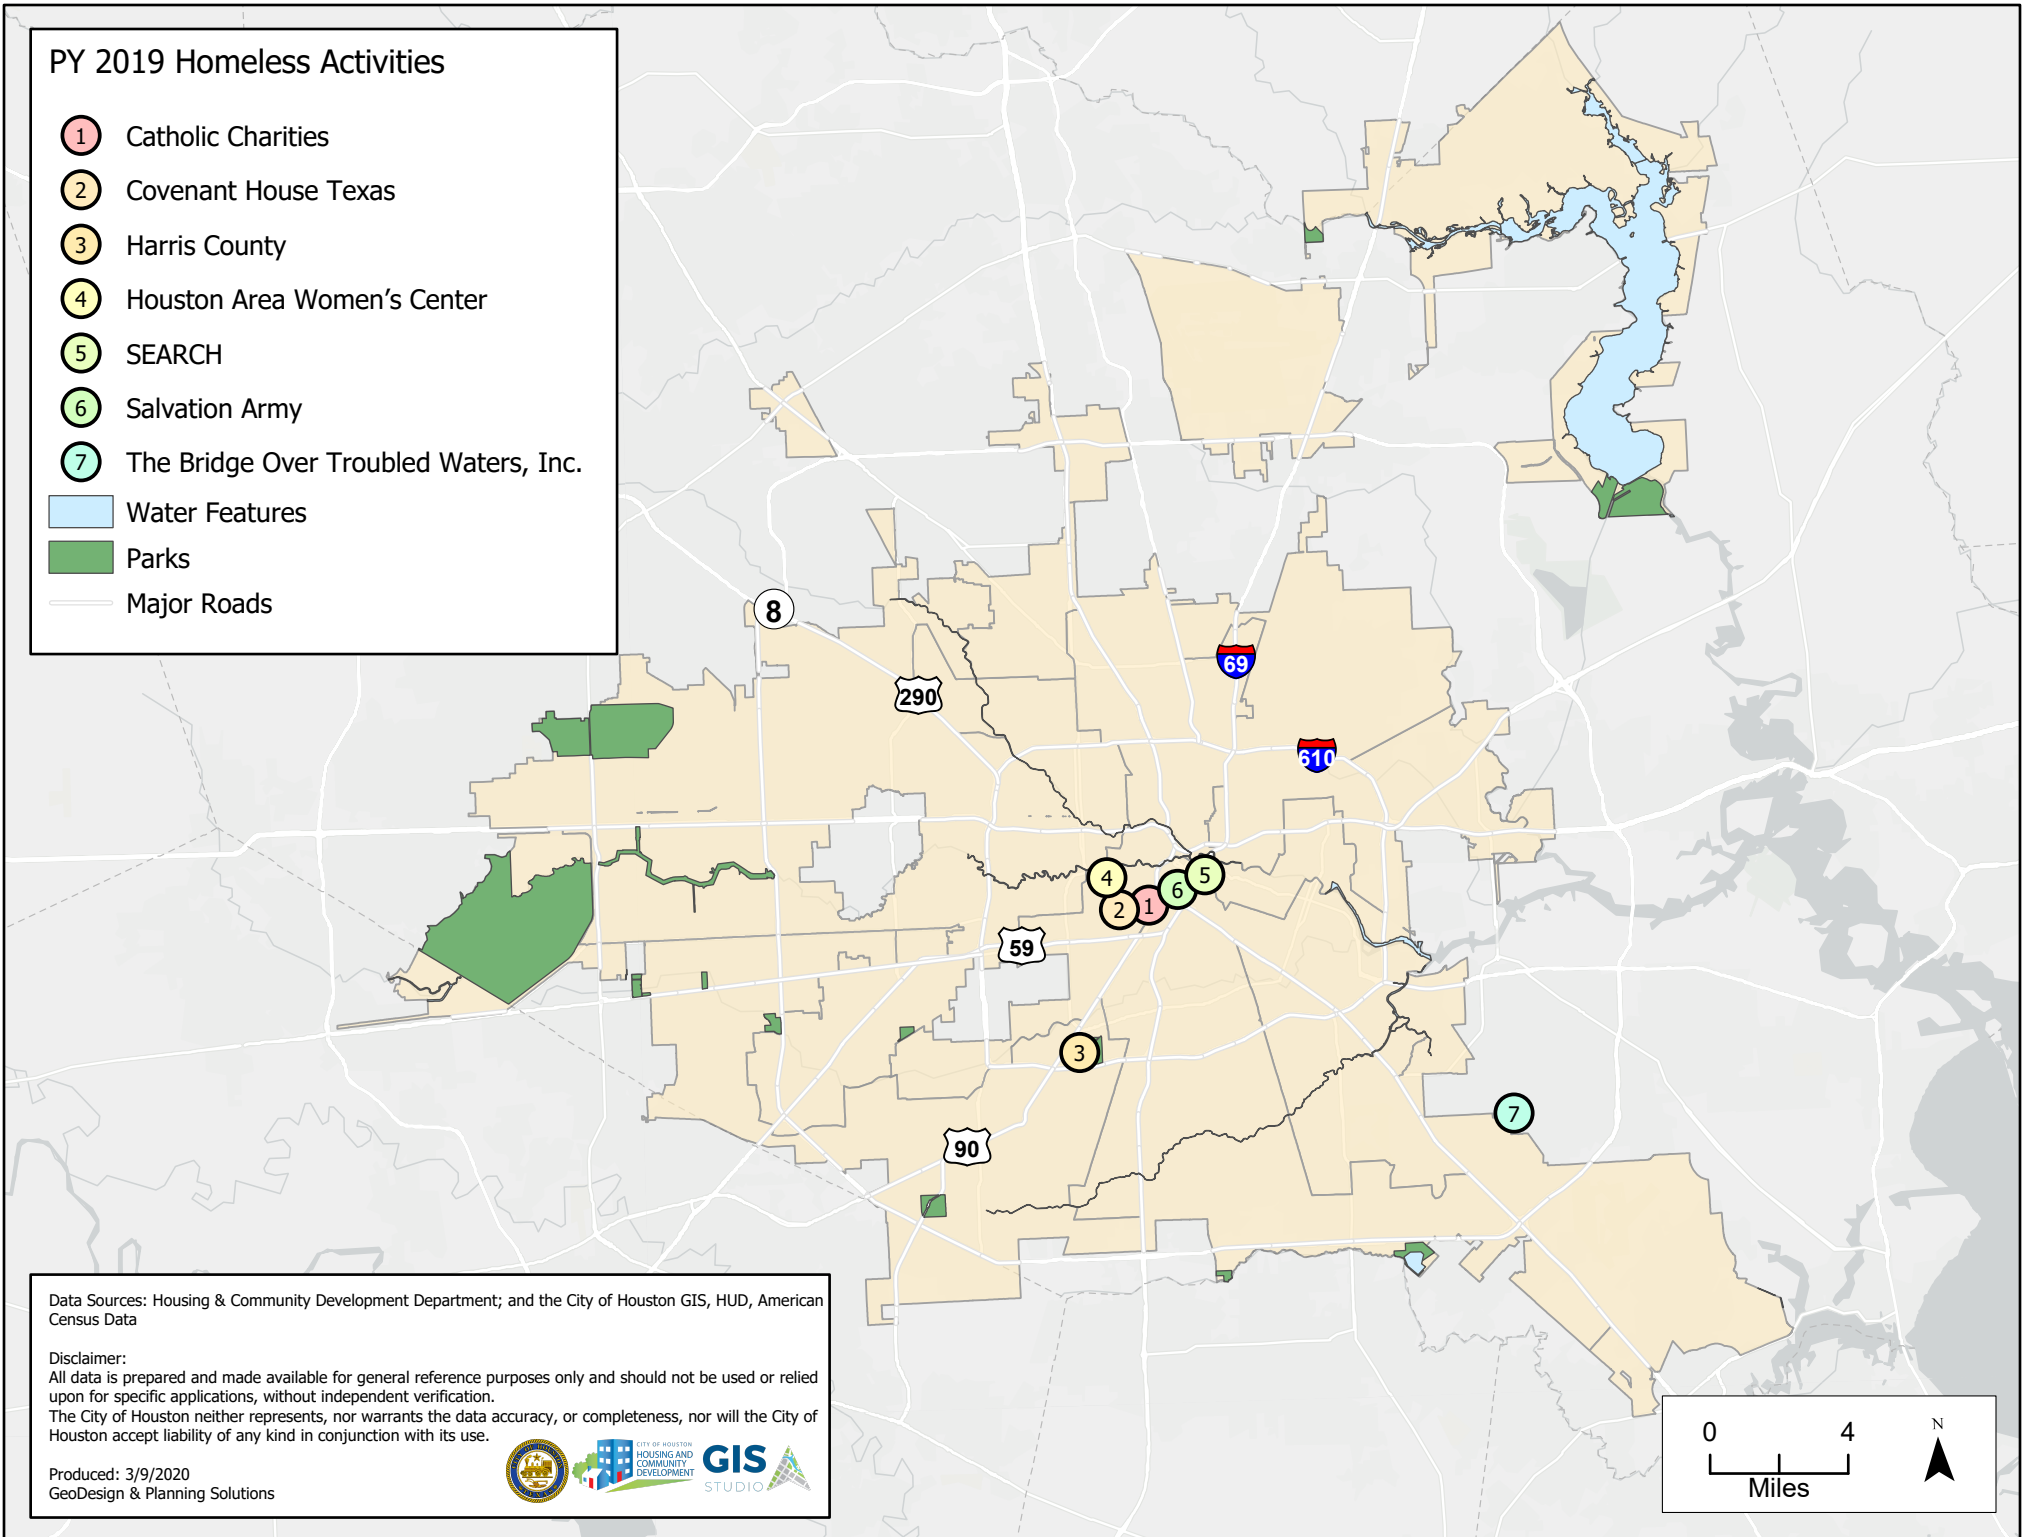 PY 2019 Homeless Activities
1 Catholic Charities
2 Covenant House Texas
3 Harris County
4 Houston Area Women’s Center
5 SEARCH
6 Salvation Army
7 The Bridge Over Troubled Waters, Inc.
Water Features
Parks
Major Roads
8
69
290
610
4
5
6
1
2
59
3
7
90
Data Sources: Housing & Community Development Department; and the City of Houston GIS, HUD, American
Census Data
Disclaimer:
All data is prepared and made available for general reference purposes only and should not be used or relied
upon for specific applications, without independent verification.
The City of Houston neither represents, nor warrants the data accuracy, or completeness, nor will the City of
Houston accept liability of any kind in conjunction with its use.
Produced: 3/9/2020
GeoDesign & Planning Solutions
CITY OF HOUSTON
HOUSING AND
COMMUNITY
DEVELOPMENT
GIS
STUDIO
0 4
Miles
N